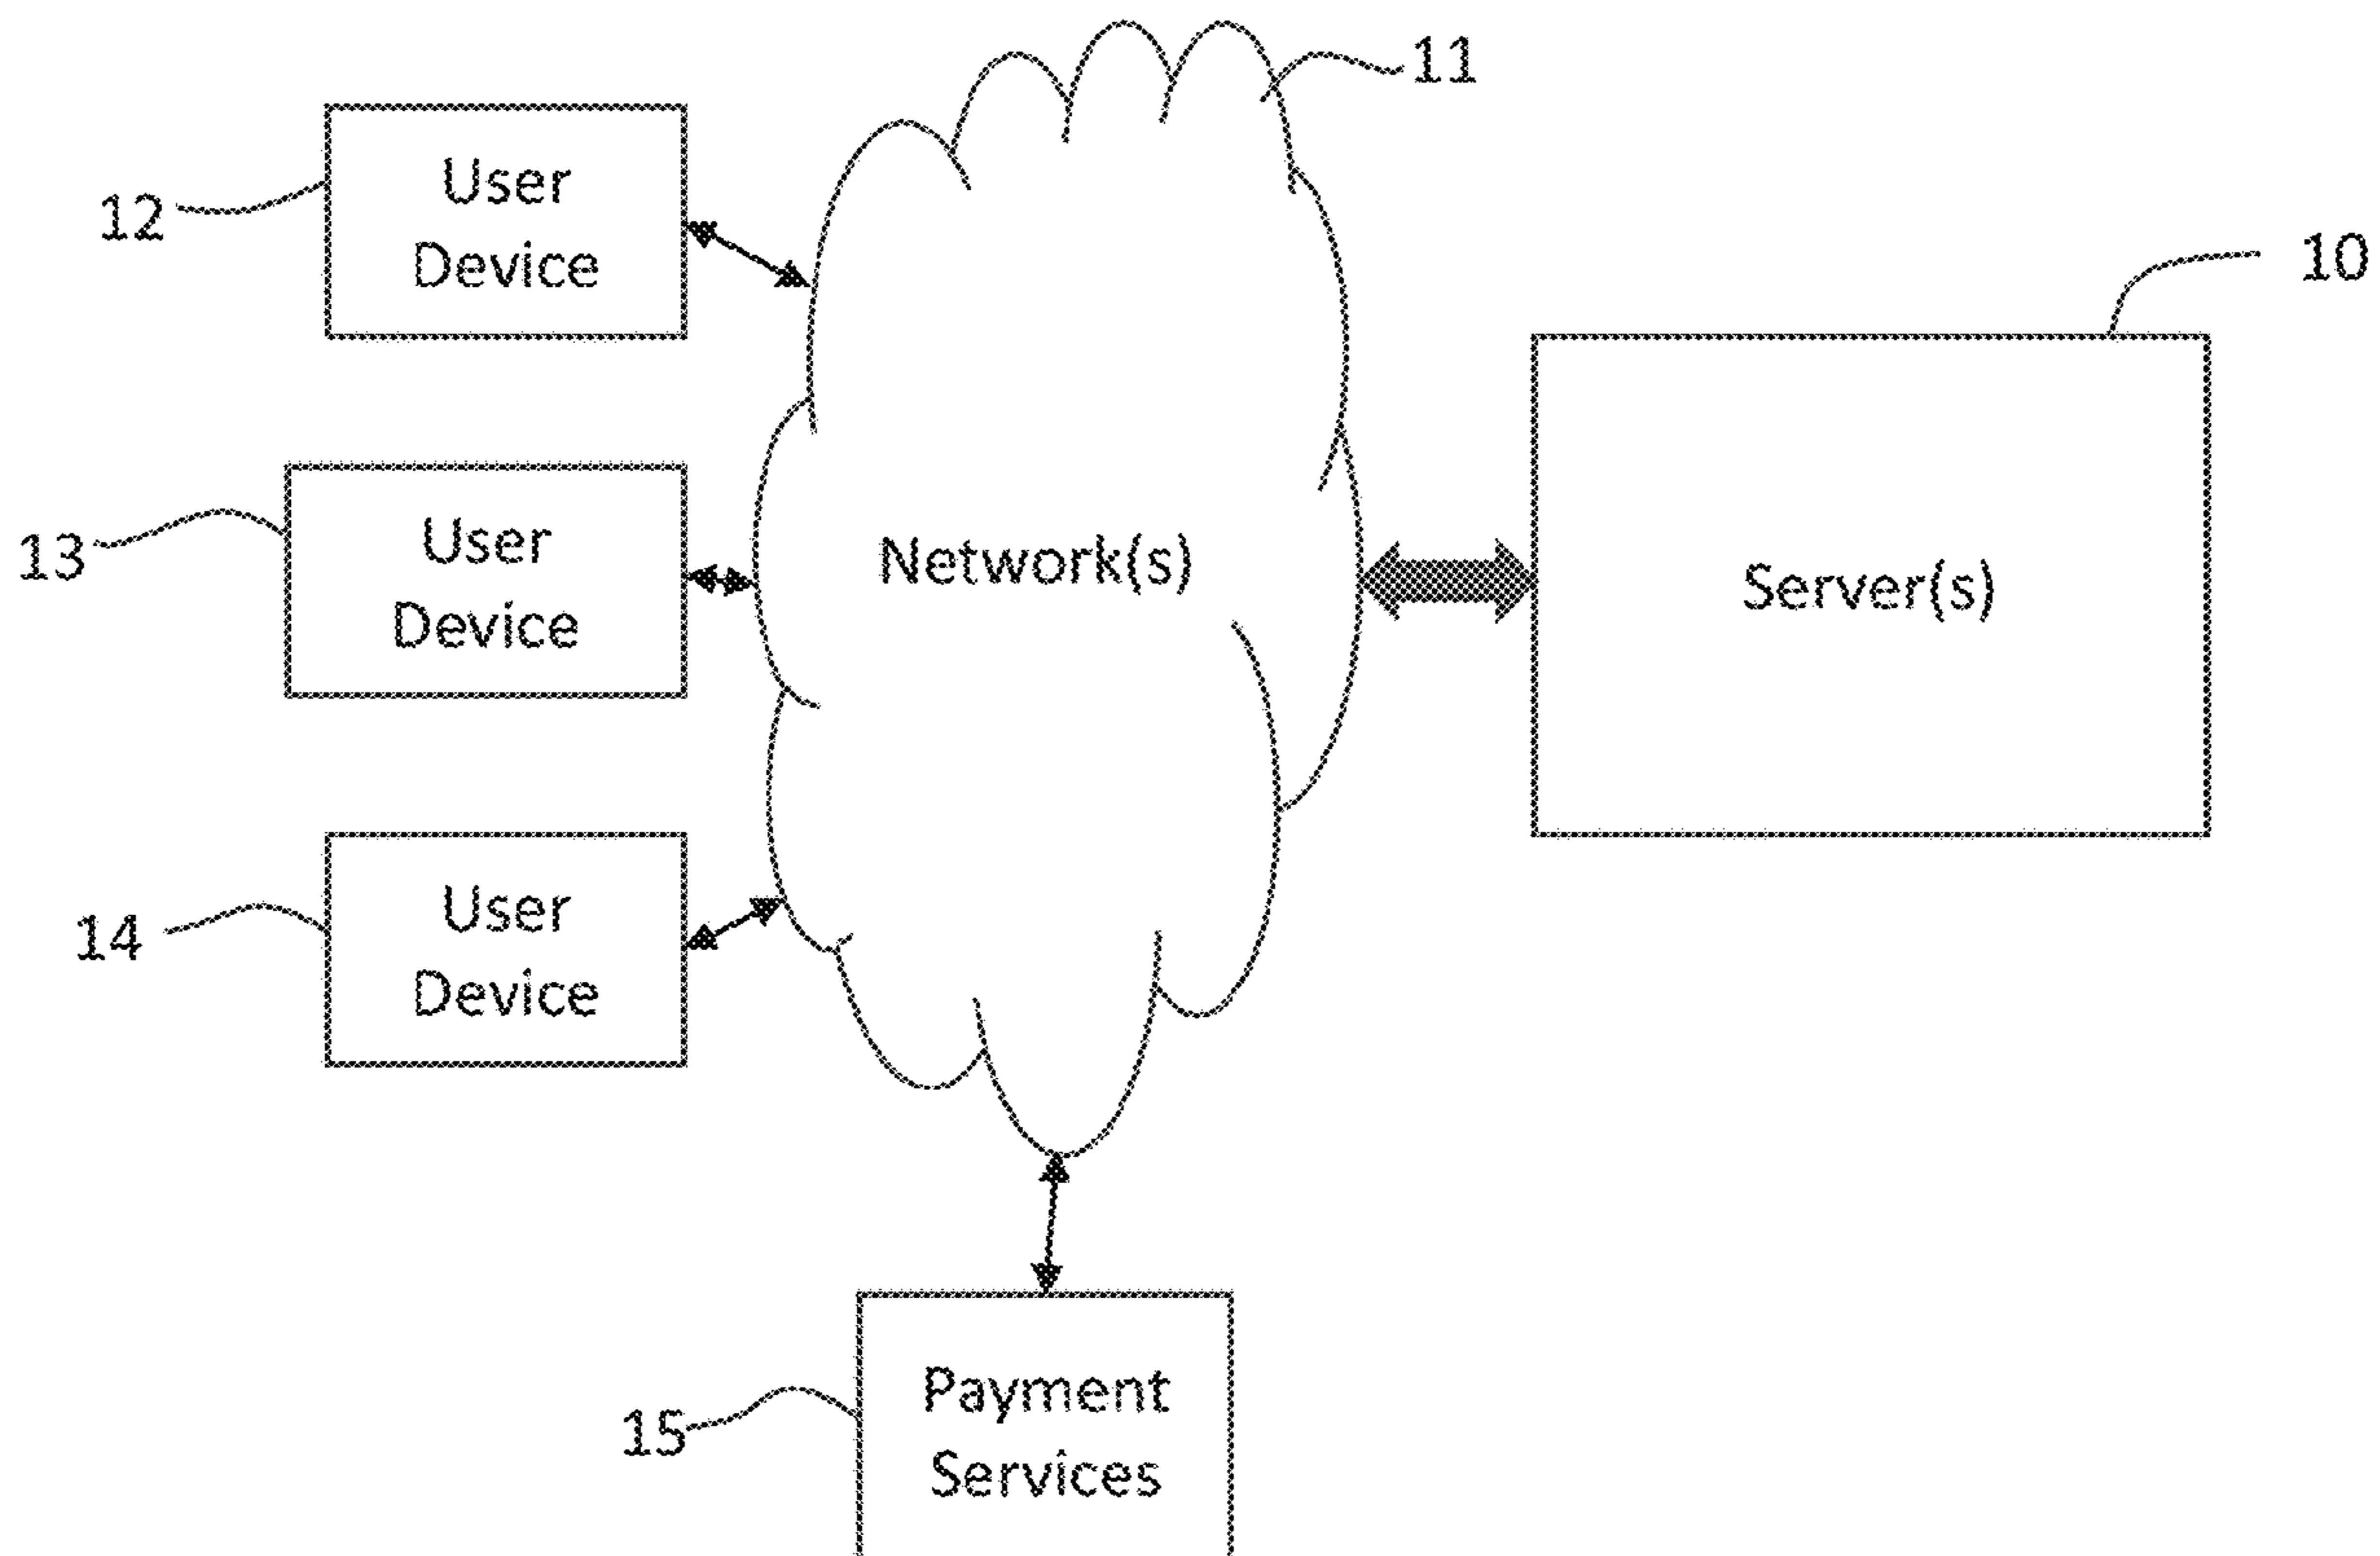 11
User
Device
12
10
User
Device
13
Network(s)
Server(s)
User
Device
14
Payment
Services
15